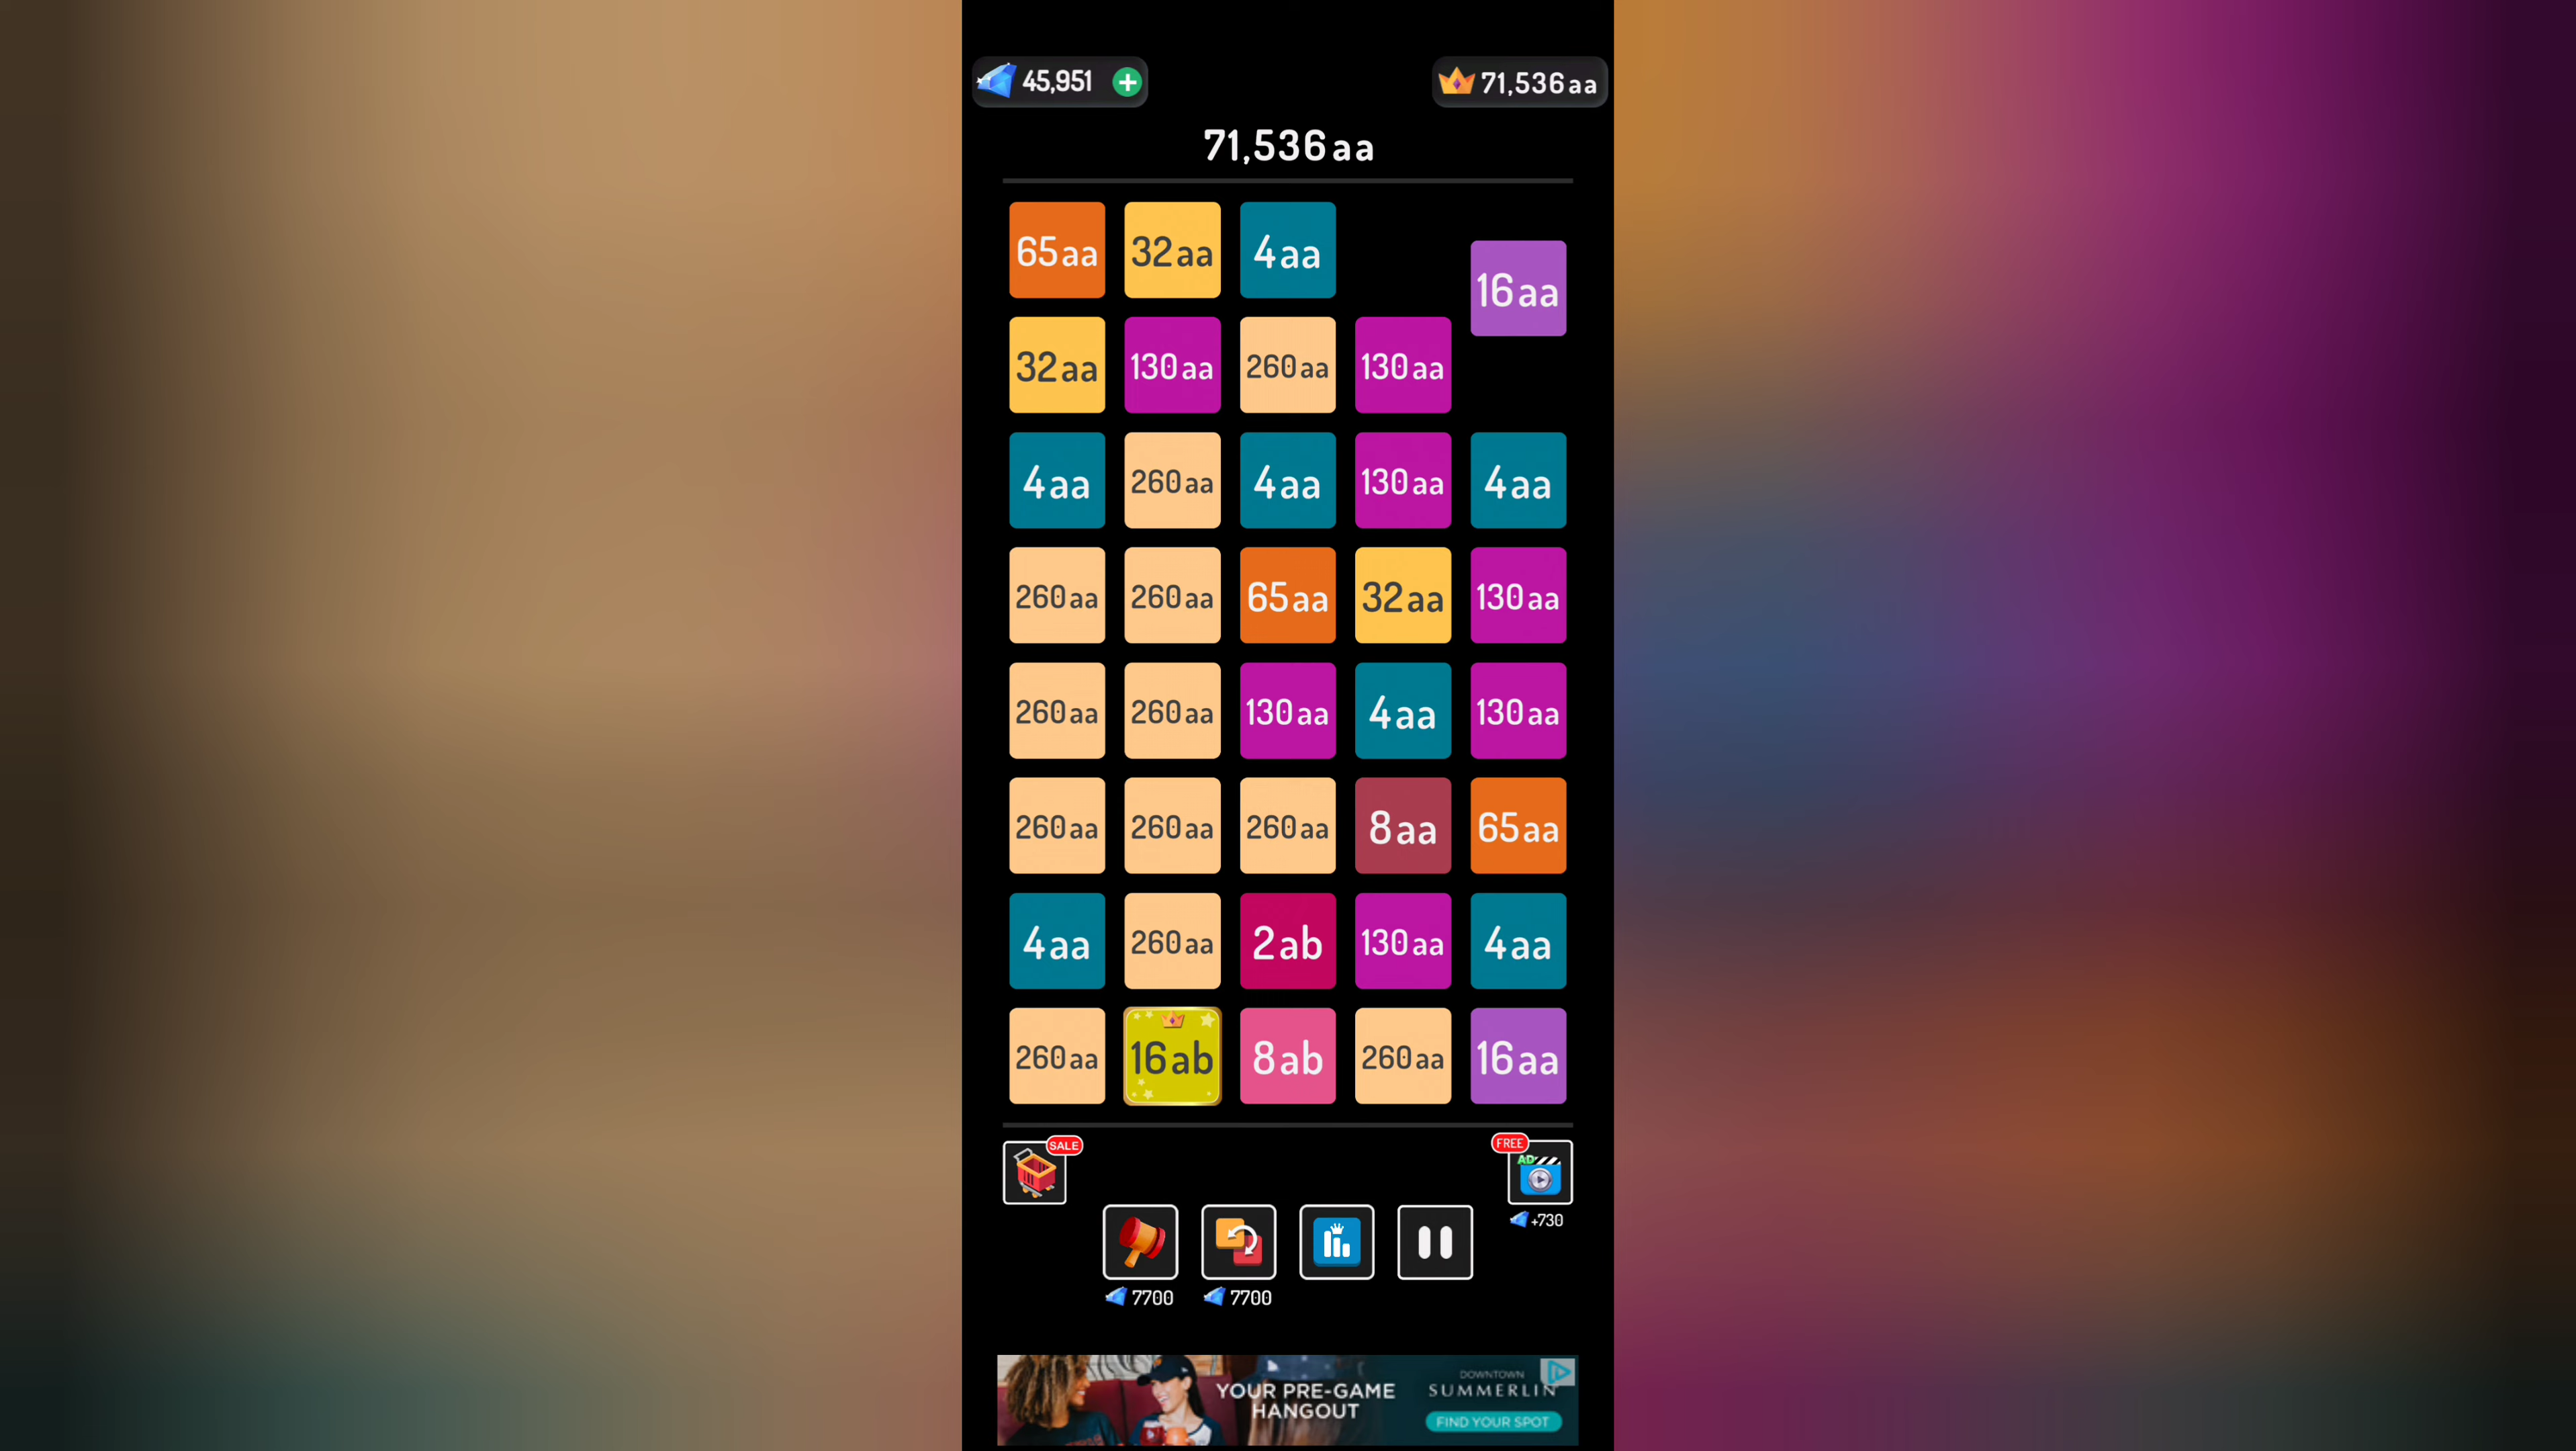 45,951
71,536aa
71,536aa
65aa 32aa 4aa
16aa
32aa 130aa 260aa 130aa
4aa 260aa 4aa 130aa 4aa
260aa 260aa 65aa 32aa 130aa
260aa 260aa 130aa 4aa 130aa
260aa 260aa 260aa 8aa 65aa
4aa 260aa 2ab 130aa 4aa
260aa 16ab 8ab 260aa 16aa
SALE
FREE
AD
+730
7700 7700
YOUR PRE-GAME
HANGOUT
DOWNTOWN
SUMMERLIN
FIND YOUR SPOT